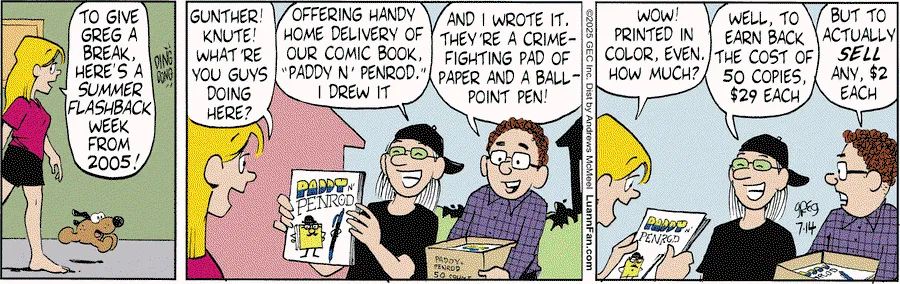 TO GIVE
GREG A
BREAK,
HERE'S A
SUMMER
FLASHBACK
WEEK
FROM
2005!
DING
DONG
GUNTHER!
KNUTE!
WHAT'RE
YOU GUYS
DOING
HERE?
OFFERING HANDY
HOME DELIVERY OF
OUR COMIC BOOK,
"PADDY N' PENROD."
I DREW IT
AND I WROTE IT.
THEY'RE A CRIME-
FIGHTING PAD OF
PAPER AND A BALL-
POINT PEN!
PADDY N'
PENROD
PADDY N'
PENROD
50 COPIES
©2025 GEC Inc. Dist by Andrews McMeel LuannFan.com
WOW!
PRINTED IN
COLOR, EVEN.
HOW MUCH?
WELL, TO
EARN BACK
THE COST OF
50 COPIES,
$29 EACH
BUT TO
ACTUALLY
SELL
ANY, $2
EACH
PADDY N'
PENROD
GREG
7-14